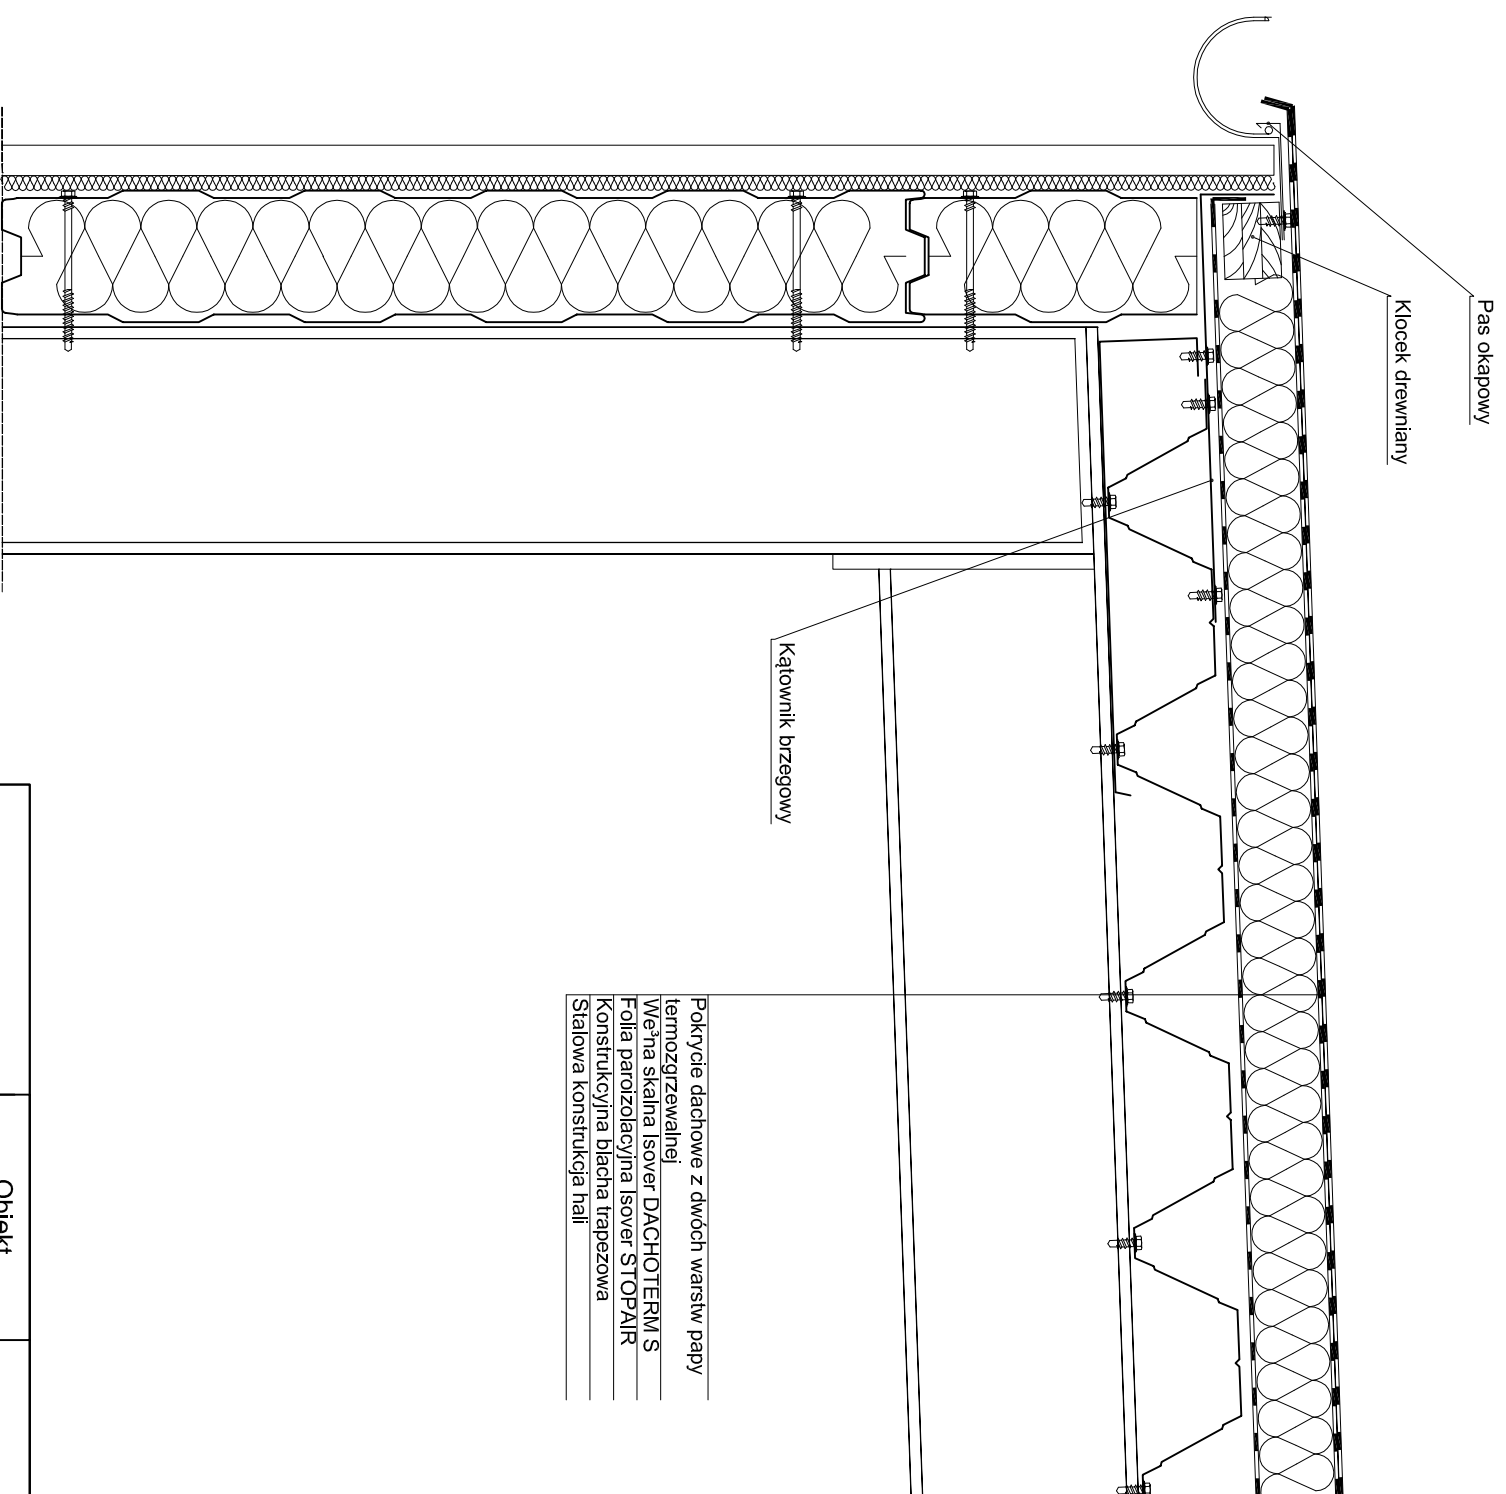 Pas okapowy
Klocek drewniany
Kątownik brzegowy
Pokrycie dachowe z dwóch warstw papy
termozgrzewalnej
We³na skalna Isover DACHOTERM S
Folia paroizolacyjna Isover STOPAIR
Konstrukcyjna blacha trapezowa
Stalowa konstrukcja hali
Obiekt